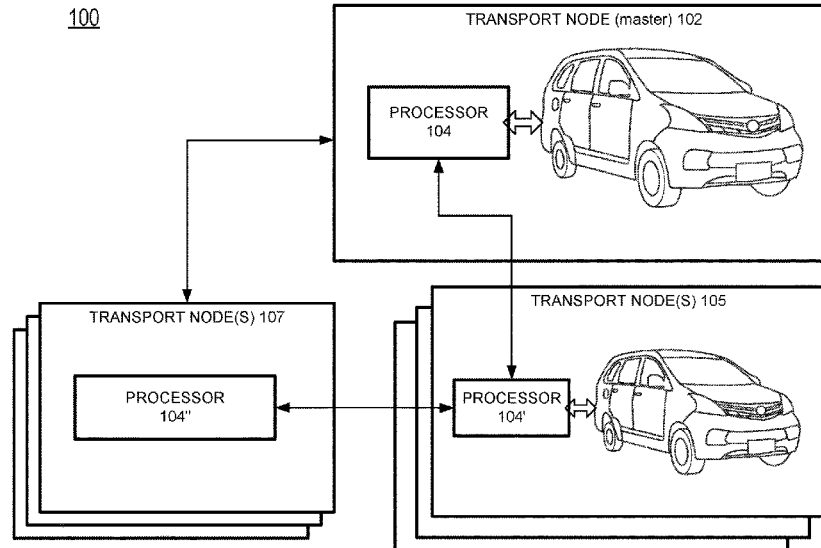 100
TRANSPORT NODE (master) 102
PROCESSOR
104
TRANSPORT NODE(S) 107
PROCESSOR
104"
TRANSPORT NODE(S) 105
PROCESSOR
104'